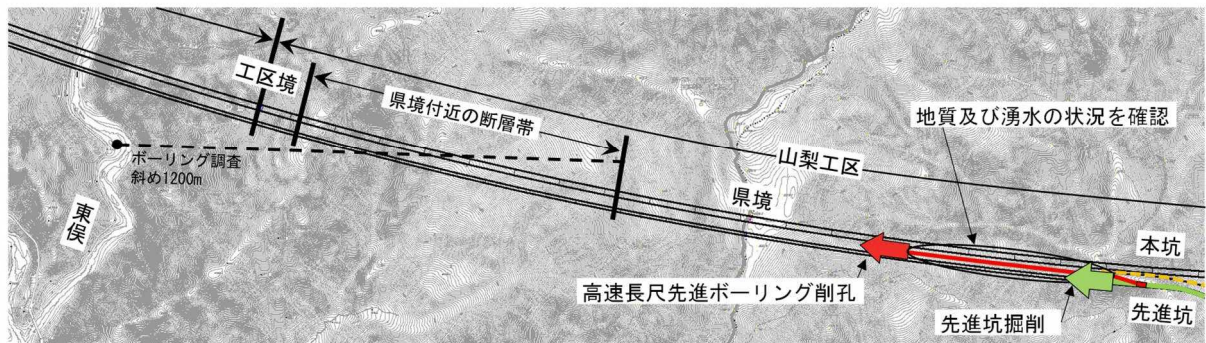 工区境
県境付近の断層帯
地質及び湧水の状況を確認
ボーリング調査
斜め1200m
山梨工区
県境
東俣
本坑
高速長尺先進ボーリング削孔
先進坑掘削
先進坑